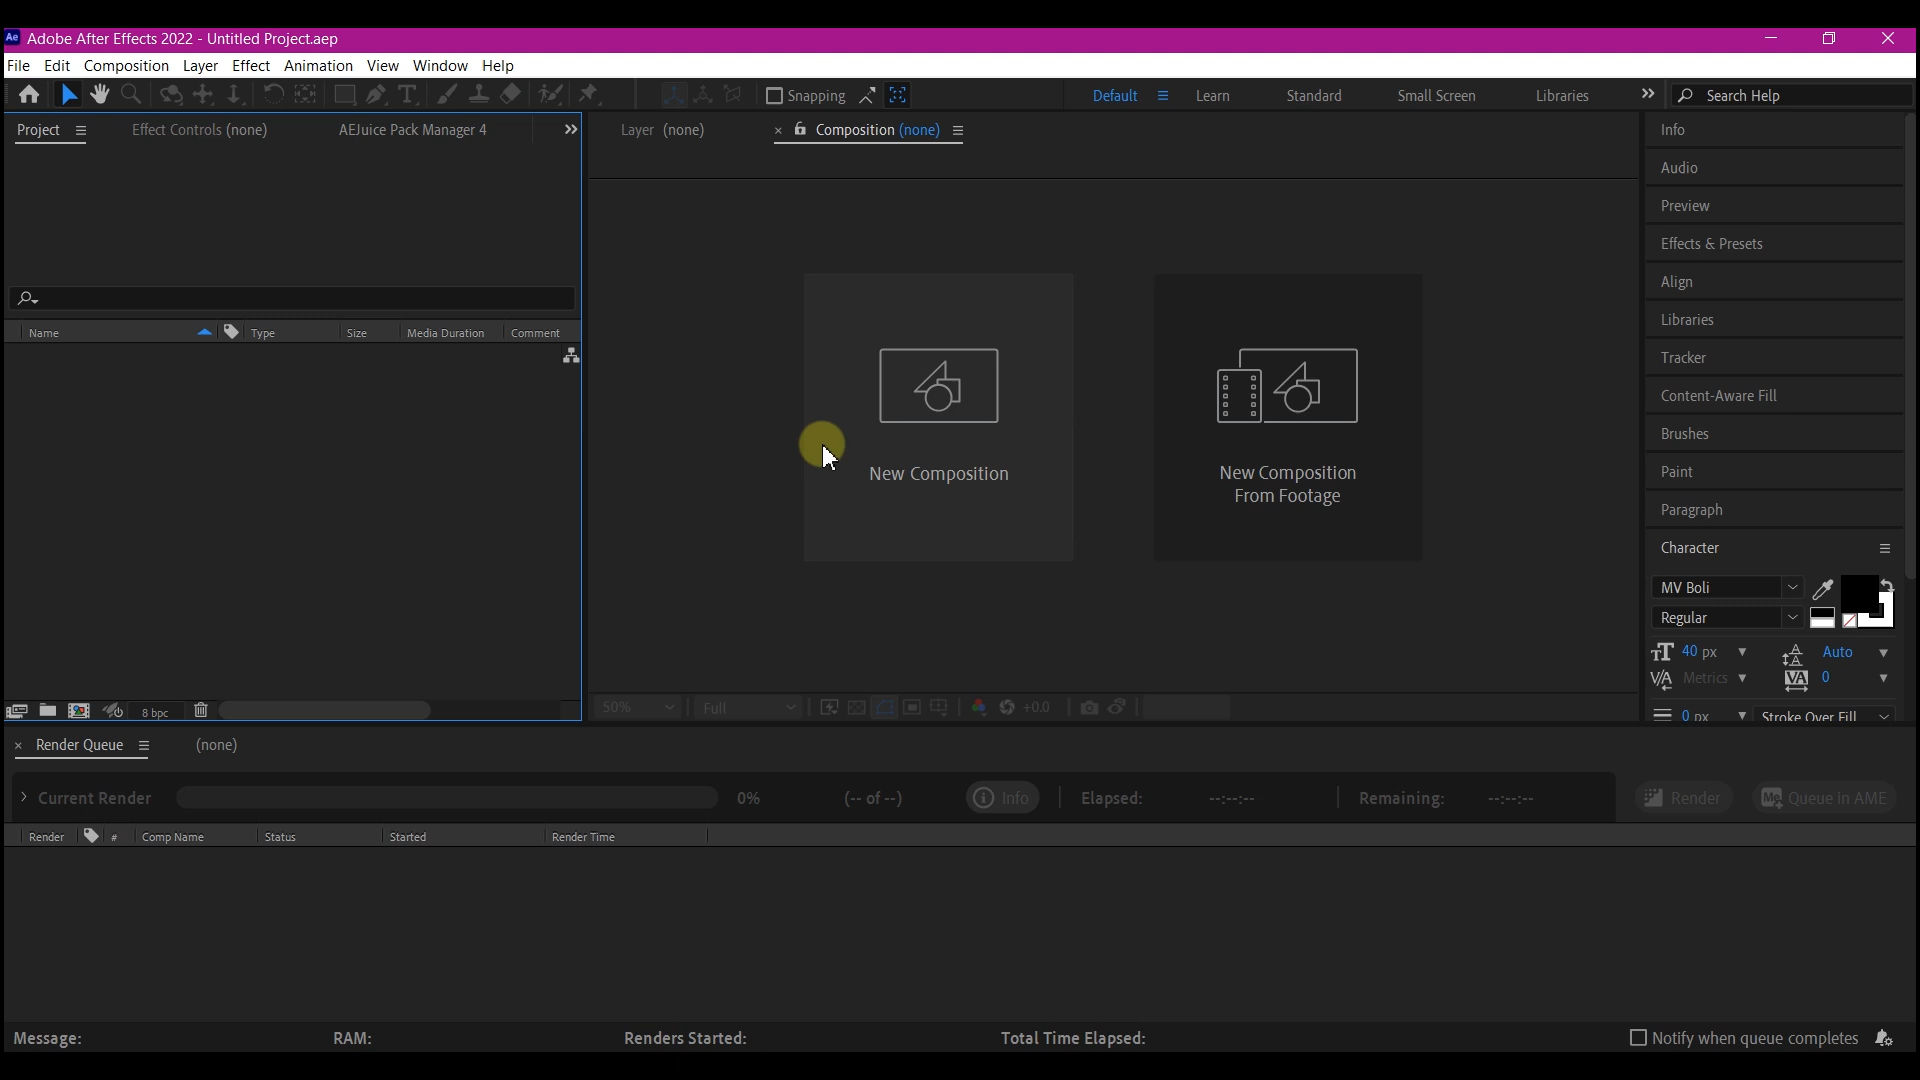 Ae Adobe After Effects 2022 - Untitled Project.aep
File Edit Composition Layer Effect Animation View Window Help
Snapping Default Learn Standard Small Screen Libraries Search Help
Project Effect Controls (none) AEJuice Pack Manager 4
Layer (none) Composition (none)
Name Type Size Media Duration Comment
New Composition
New Composition
From Footage
Info
Audio
Preview
Effects & Presets
Align
Libraries
Tracker
Content-Aware Fill
Brushes
Paint
Paragraph
Character
MV Boli
Regular
40 px Auto
Metrics 0
0 px Stroke Over Fill
8 bpc
50% Full +0.0
Render Queue (none)
Current Render 0% (-- of --) Info Elapsed: --:--:-- Remaining: --:--:-- Render Me Queue in AME
Render # Comp Name Status Started Render Time
Message: RAM: Renders Started: Total Time Elapsed: Notify when queue completes